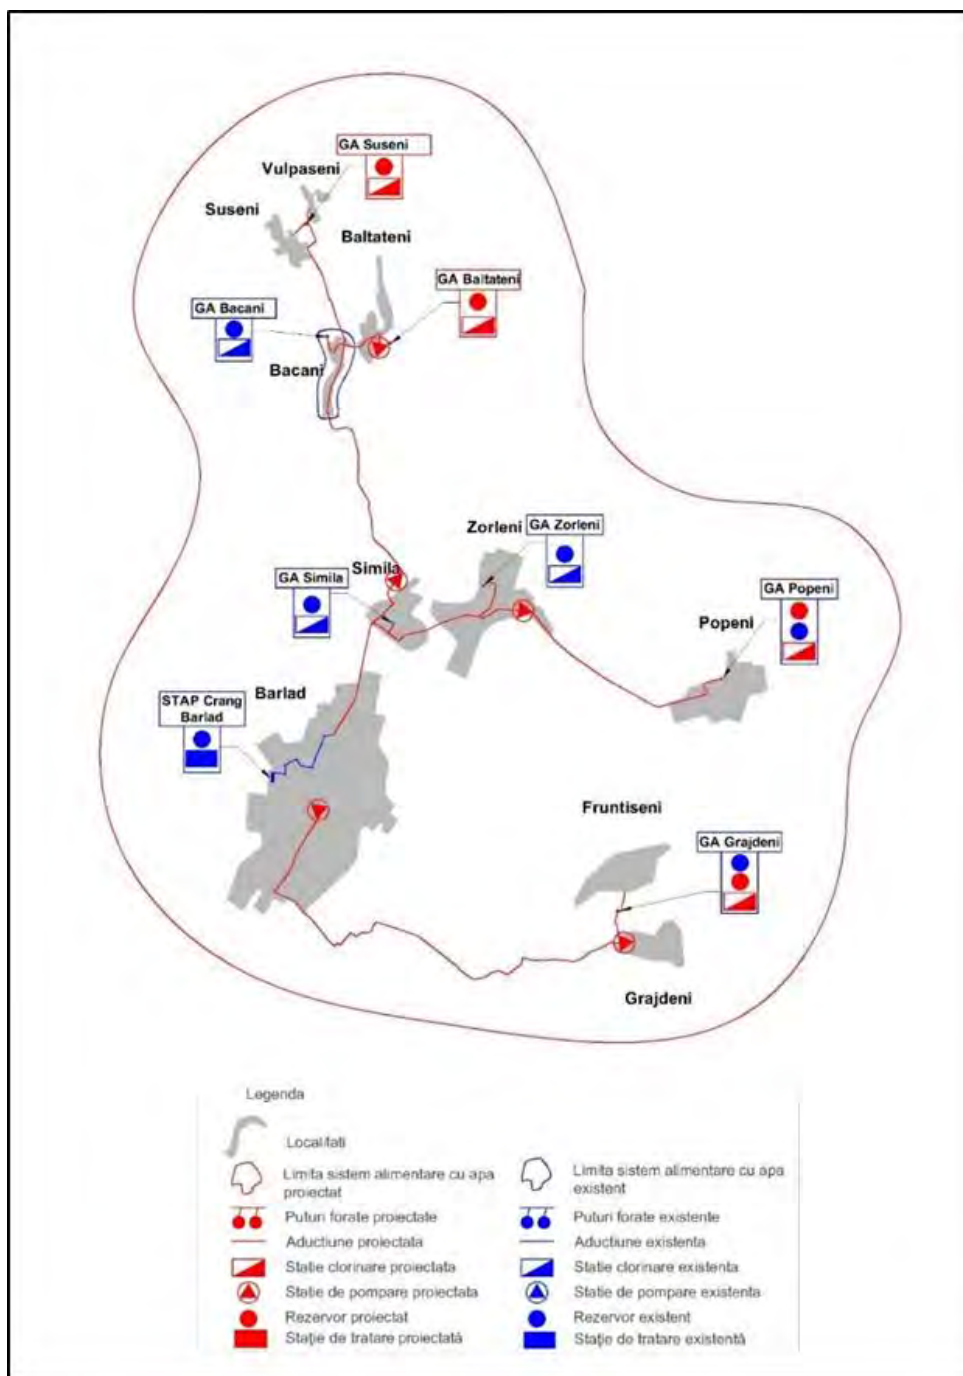 GA Suseni
Vulpaseni
Suseni
Baltateni
GA Baltateni
GA Bacani
Bacani
Zorleni
GA Zorleni
Simila
GA Simila
GA Popeni
Popeni
Barlad
STAP Crang
Barlad
Fruntiseni
GA Grajdeni
Grajdeni
Legenda
Localitati
Limita sistem alimentare cu apa
proiectat
Puturi forate proiectate
Aductiune proiectata
Statie clorinare proiectata
Statie de pompare proiectata
Rezervor proiectat
Stație de tratare proiectată
Limita sistem alimentare cu apa
existent
Puturi forate existente
Aductiune existenta
Statie clorinare existenta
Statie de pompare existenta
Rezervor existent
Stație de tratare existentă